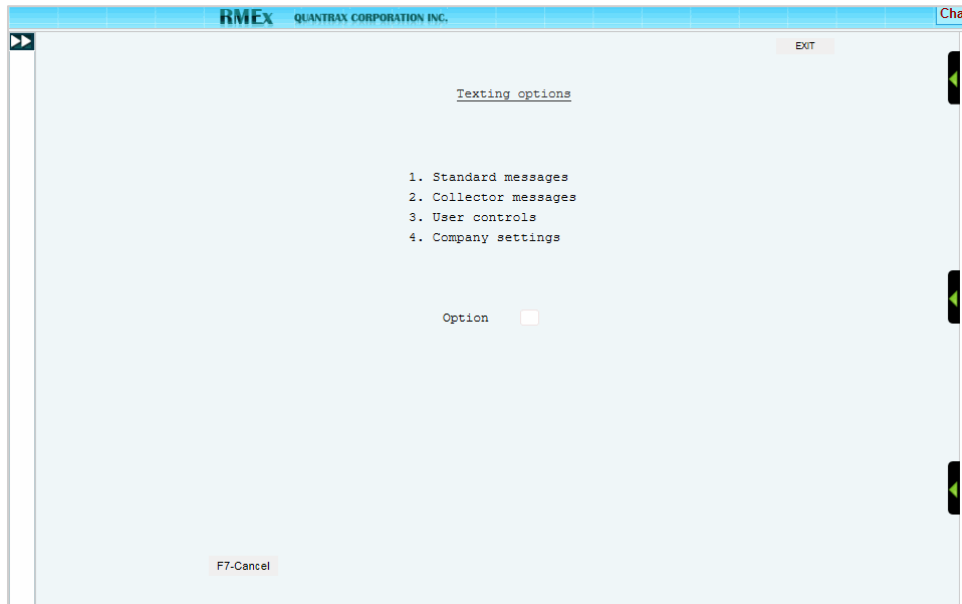 RMEx QUANTRAX CORPORATION INC.
Cha
EXIT
Texting options
1. Standard messages
2. Collector messages
3. User controls
4. Company settings
Option
F7-Cancel